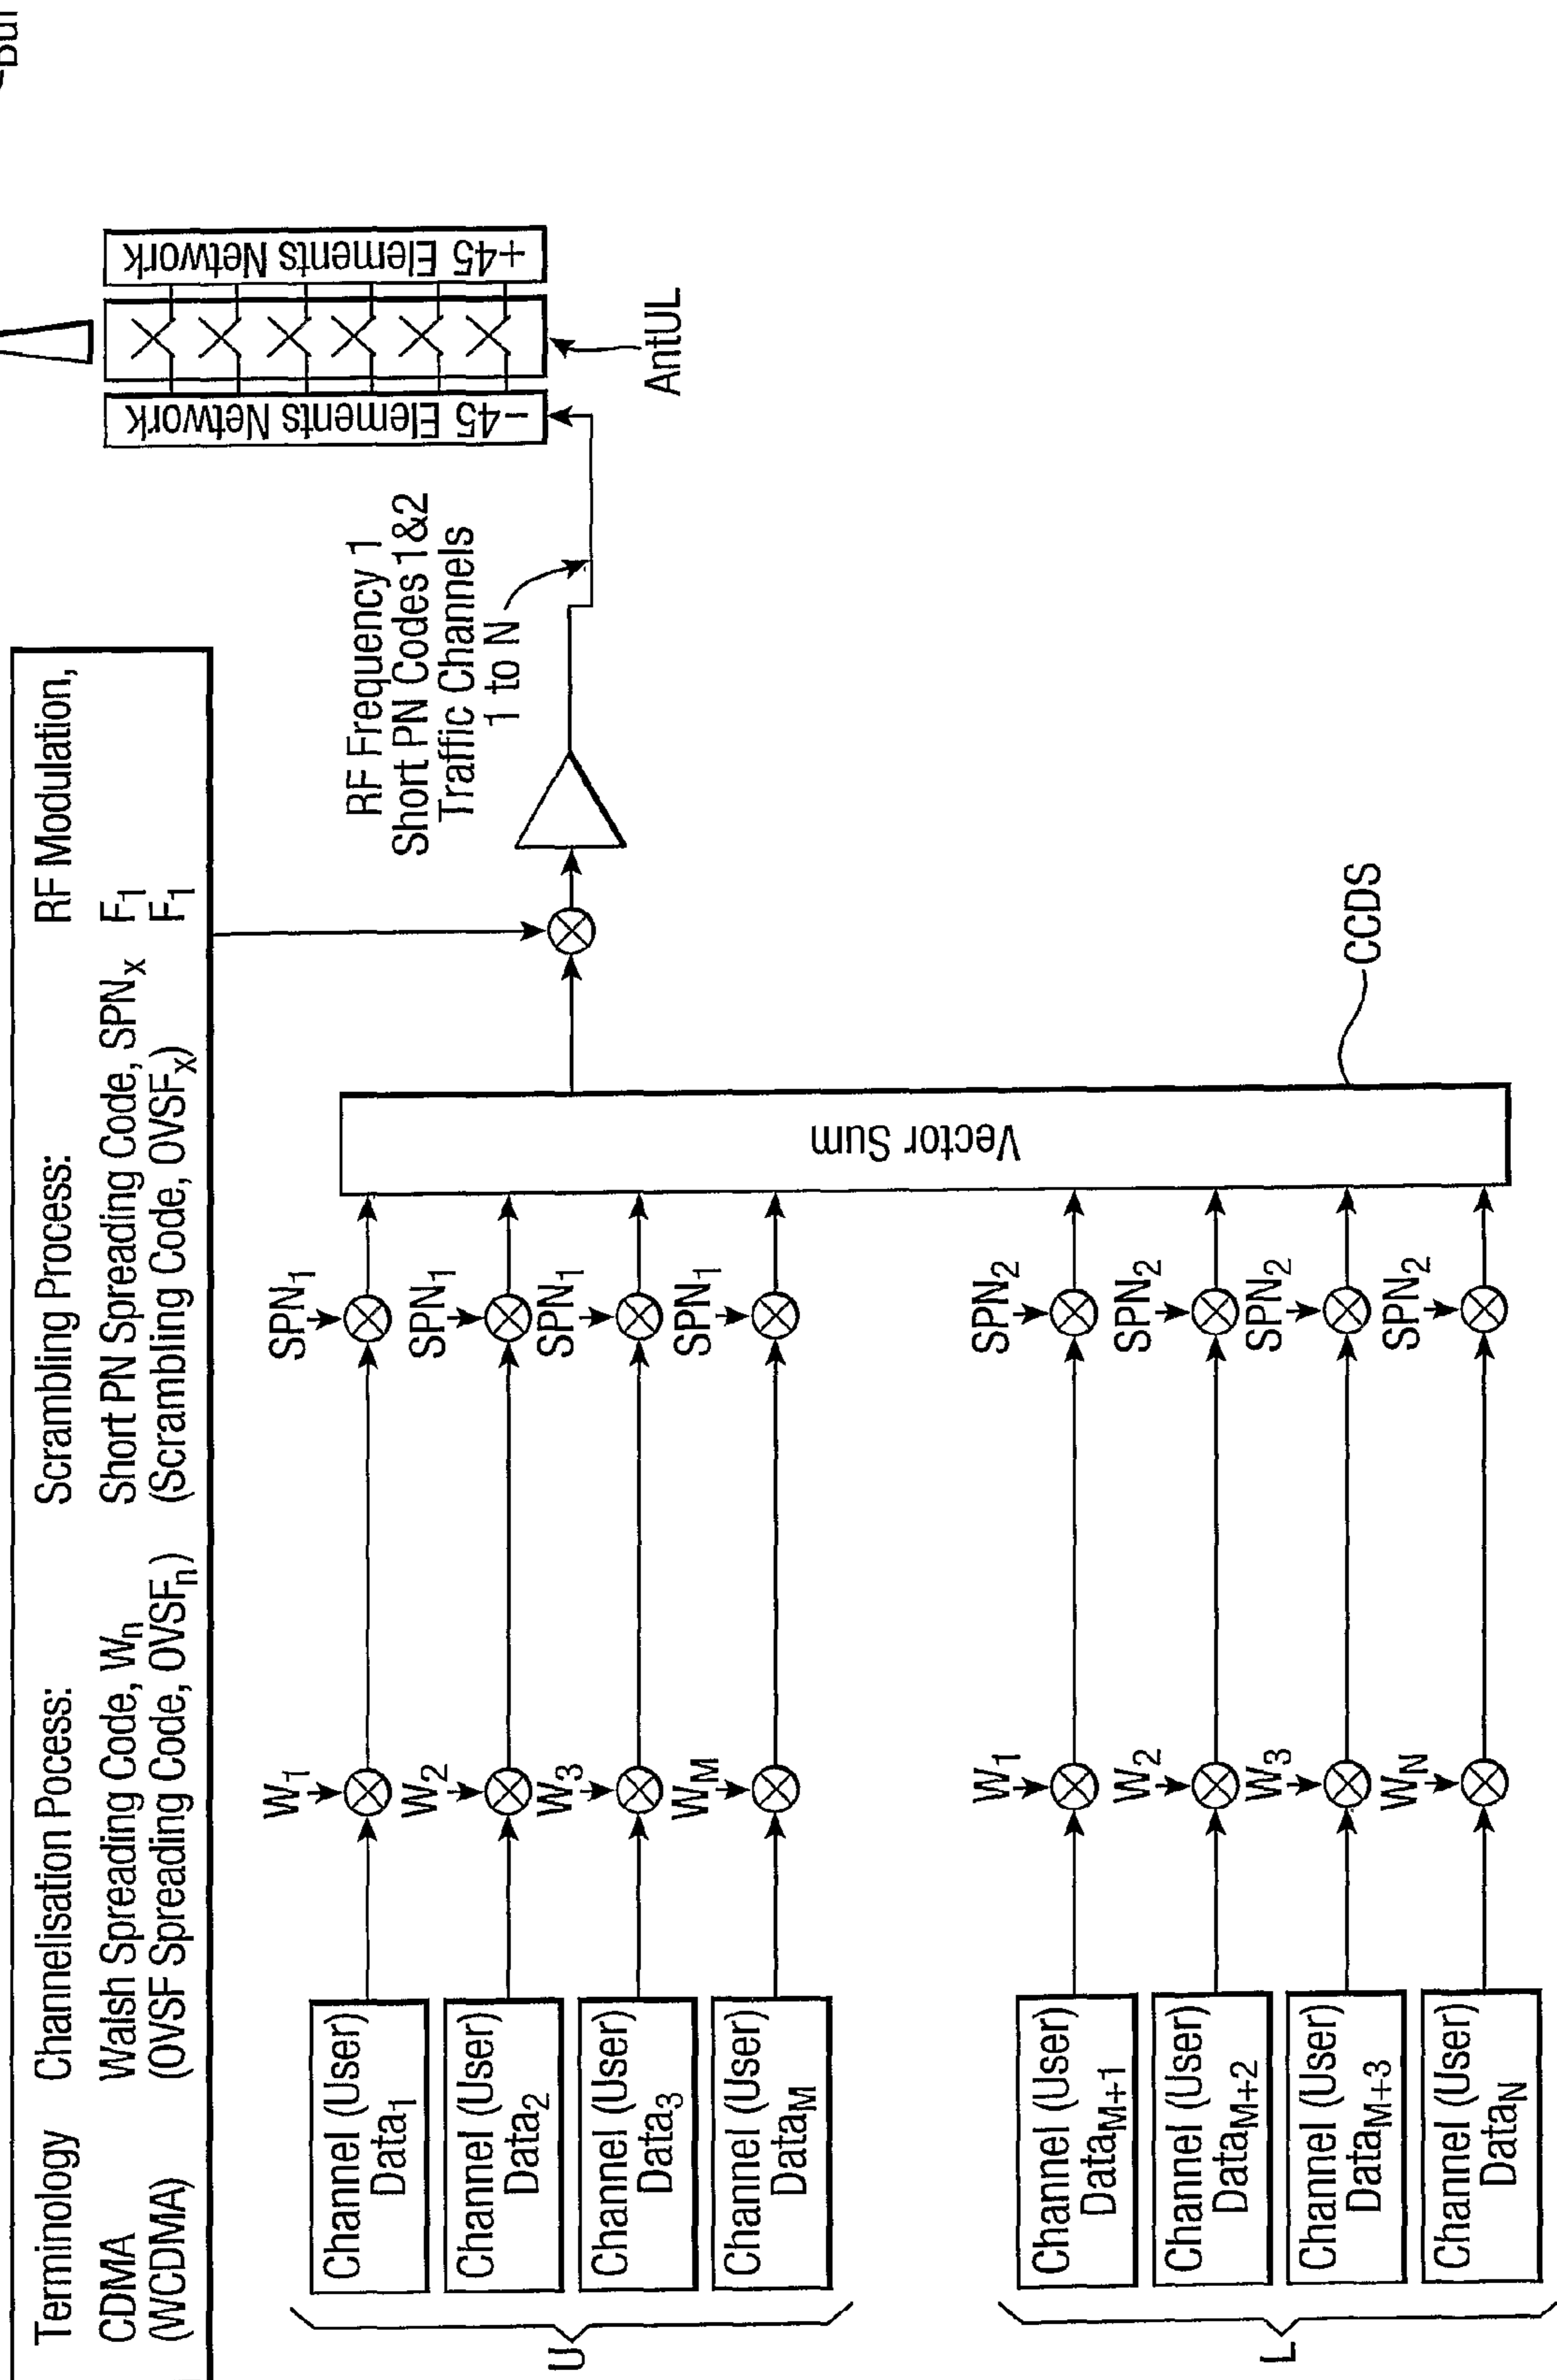 Terminology Channelisation Pocess: Scrambling Process: RF Modulation,
CDMA Walsh Spreading Code, Wn Short PN Spreading Code, SPNx F1
(WCDMA) (OVSF Spreading Code, OVSFn) (Scrambling Code, OVSFx) F1
U
Channel (User)
Data1
W1
SPN1
Channel (User)
Data2
W2
SPN1
Channel (User)
Data3
W3
SPN1
Channel (User)
DataM
WM
SPN1
L
Channel (User)
DataM+1
W1
SPN2
Channel (User)
DataM+2
W2
SPN2
Channel (User)
DataM+3
W3
SPN2
Channel (User)
DataN
WN
SPN2
Vector Sum
CCDS
RF Frequency 1
Short PN Codes 1&2
Traffic Channels
1 to N
-45 Elements Network
+45 Elements Network
AntUL